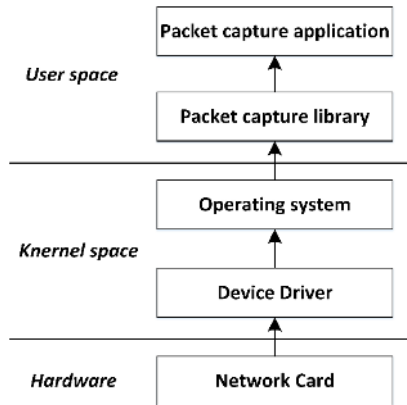 Packet capture application
User space
Packet capture library
Operating system
Knernel space
Device Driver
Hardware
Network Card